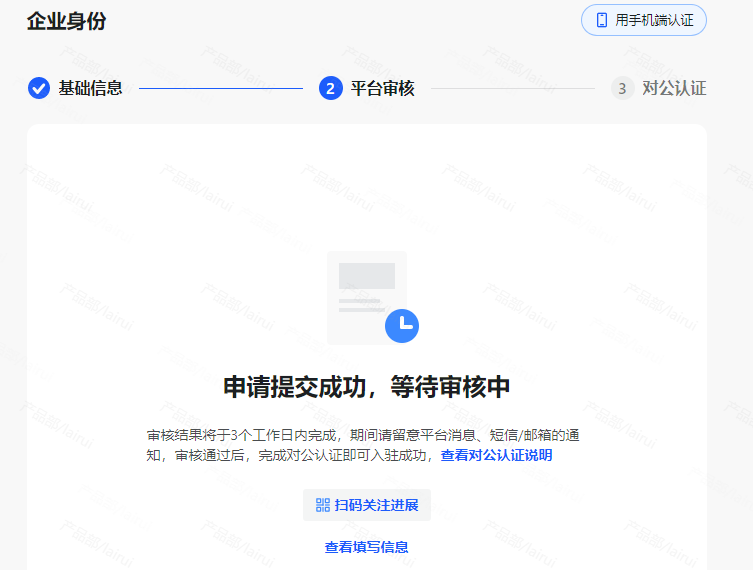 企业身份
用手机端认证
基础信息
2 平台审核
3 对公认证
申请提交成功，等待审核中
审核结果将于3个工作日内完成，期间请留意平台消息、短信/邮箱的通
知，审核通过后，完成对公认证即可入驻成功，查看对公认证说明
扫码关注进展
查看填写信息
产品部/lairui